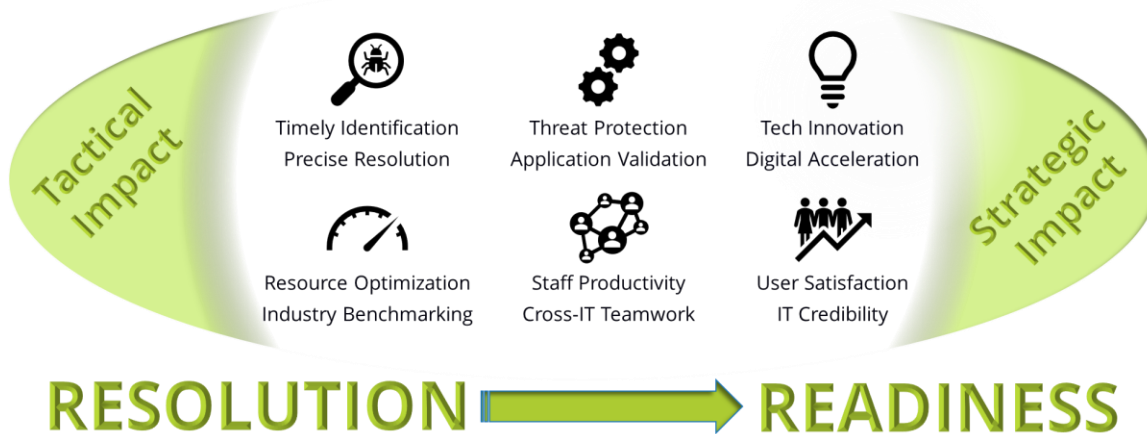 Tactical
Impact
Timely Identification
Precise Resolution
Threat Protection
Application Validation
Tech Innovation
Digital Acceleration
Resource Optimization
Industry Benchmarking
Staff Productivity
Cross-IT Teamwork
User Satisfaction
IT Credibility
Strategic
Impact
RESOLUTION
READINESS